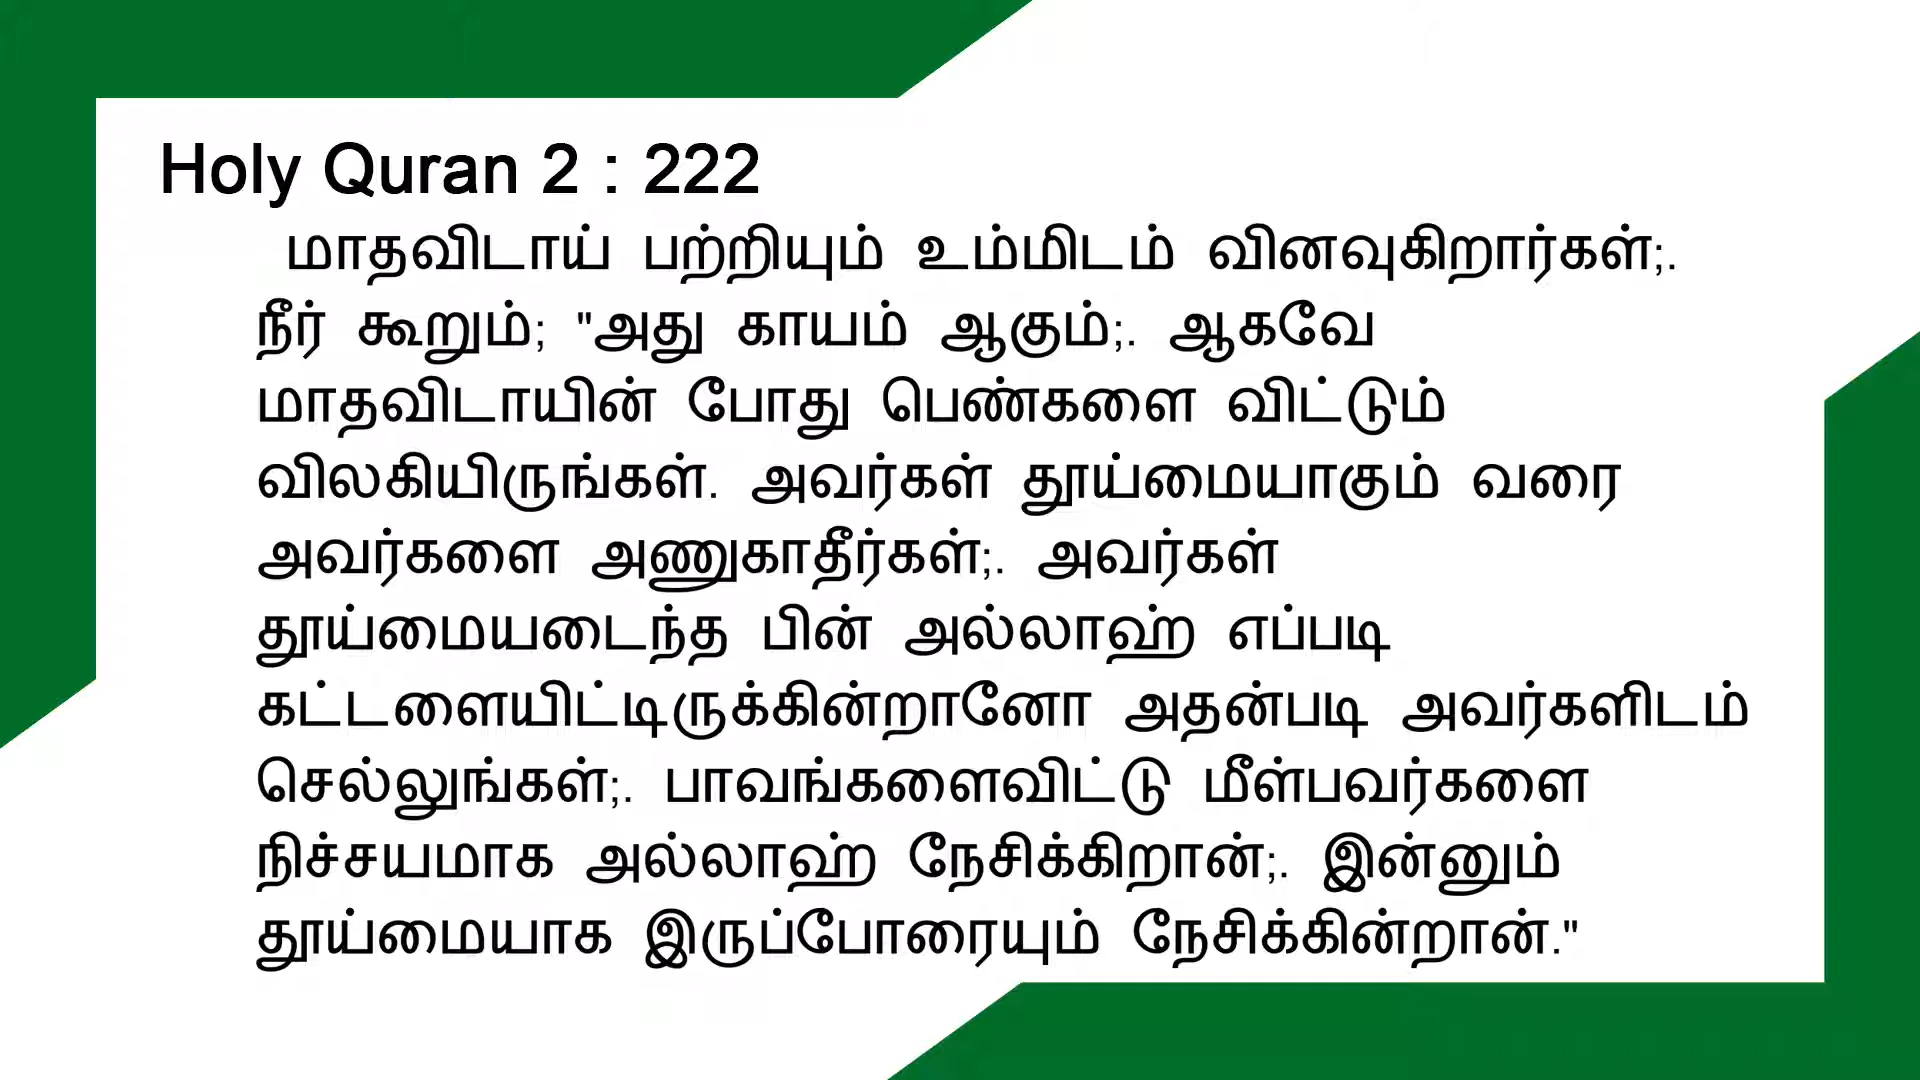 Holy Quran 2 : 222
மாதவிடாய் பற்றியும் உம்மிடம் வினவுகிறார்கள்;.
நீர் கூறும்; "அது காயம் ஆகும்;. ஆகவே
மாதவிடாயின் போது பெண்களை விட்டும்
விலகியிருங்கள். அவர்கள் தூய்மையாகும் வரை
அவர்களை அணுகாதீர்கள்;. அவர்கள்
தூய்மையடைந்த பின் அல்லாஹ் எப்படி
கட்டளையிட்டிருக்கின்றானோ அதன்படி அவர்களிடம்
செல்லுங்கள்;. பாவங்களைவிட்டு மீள்பவர்களை
நிச்சயமாக அல்லாஹ் நேசிக்கிறான்;. இன்னும்
தூய்மையாக இருப்போரையும் நேசிக்கின்றான்."